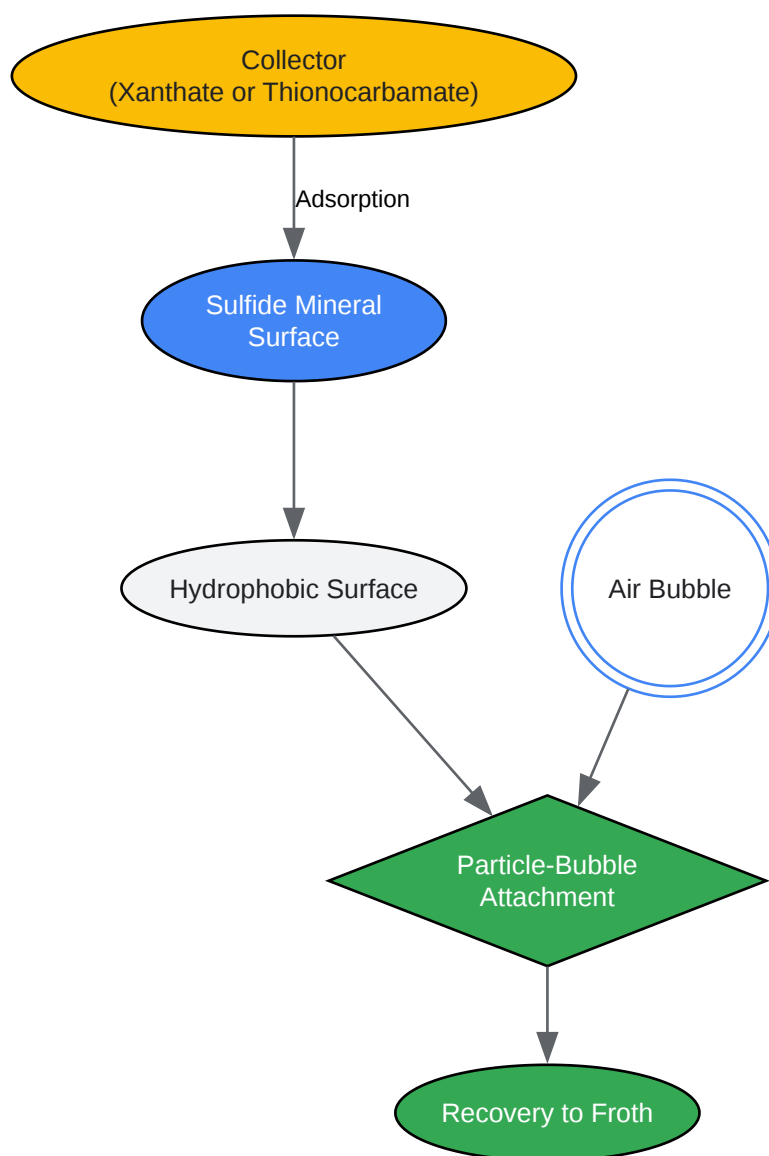 Collector
(Xanthate or Thionocarbamate)
Adsorption
Sulfide Mineral
Surface
Hydrophobic Surface
Air Bubble
Particle-Bubble
Attachment
Recovery to Froth